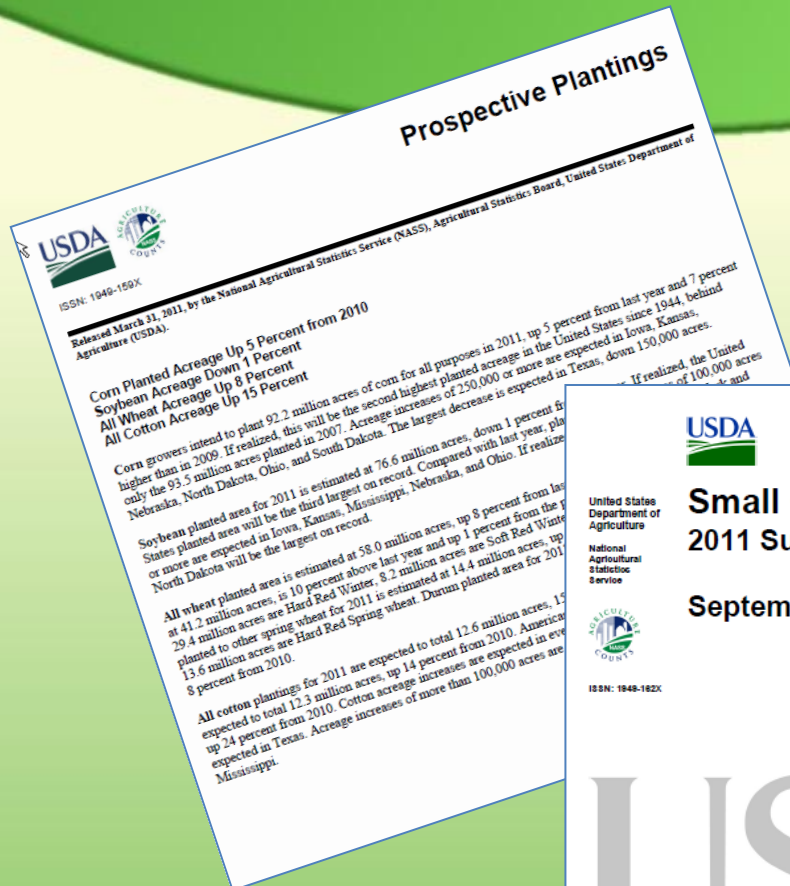 Prospective Plantings
USDA
AGRICULTURE
NASS
COUNTS
ISSN: 1949-159X
Released March 31, 2011, by the National Agricultural Statistics Service (NASS), Agricultural Statistics Board, United States Department of
Agriculture (USDA).
Corn Planted Acreage Up 5 Percent from 2010
Soybean Acreage Down 1 Percent
All Wheat Acreage Up 8 Percent
All Cotton Acreage Up 15 Percent
Corn growers intend to plant 92.2 million acres of corn for all purposes in 2011, up 5 percent from last year and 7 percent
higher than in 2009. If realized, this will be the second highest planted acreage in the United States since 1944, behind
only the 93.5 million acres planted in 2007. Acreage increases of 250,000 or more are expected in Iowa, Kansas,
Nebraska, North Dakota, Ohio, and South Dakota. The largest decrease is expected in Texas, down 150,000 acres.
Soybean planted area for 2011 is estimated at 76.6 million acres, down 1 percent If realized, the United
States planted area will be the third largest on record. Compared with last year, of 100,000 acres
or more are expected in Iowa, Kansas, Mississippi, Nebraska, and Ohio. If and
North Dakota will be the largest on record.
All wheat planted area is estimated at 58.0 million acres, up 8 percent from
at 41.2 million acres, is 10 percent above last year and up 1 percent from the
29.4 million acres are Hard Red Winter, 8.2 million acres are Soft Red
planted to other spring wheat for 2011 is estimated at 14.4 million acres, up
13.6 million acres are Hard Red Spring wheat. Durum planted area for
8 percent from 2010.
All cotton plantings for 2011 are expected to total 12.6 million acres,
expected to total 12.3 million acres, up 14 percent from 2010.
up 24 percent from 2010. Cotton acreage increases are expected in
expected in Texas. Acreage increases of more than 100,000 acres are
Mississippi.
USDA
United States
Department of
Agriculture
National
Agricultural
Statistics
Service
AGRICULTURE
NASS
COUNTS
ISSN: 1949-162X
Small
2011 Su
Septem
US